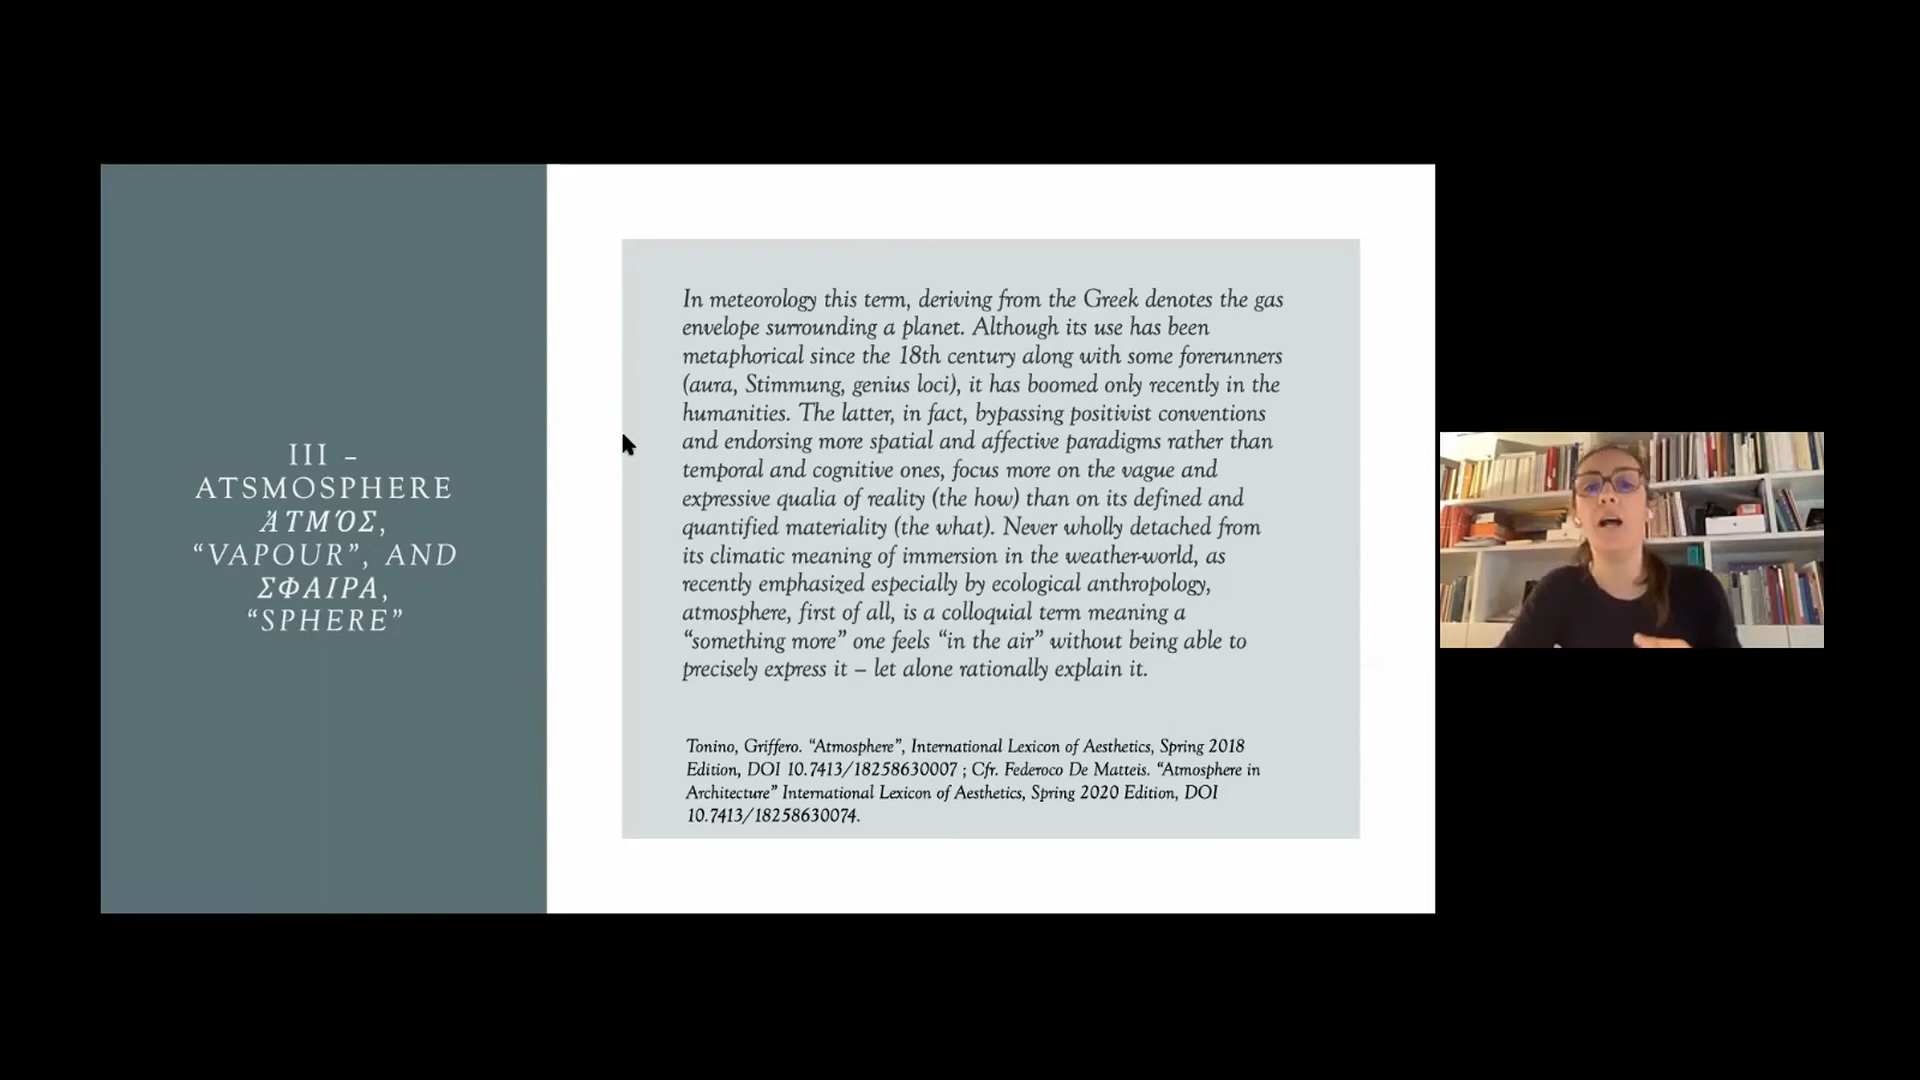 III –
ATSMOSPHERE
ἈΤΜΌΣ,
“VAPOUR”, AND
ΣΦΑΙΡΑ,
“SPHERE”
In meteorology this term, deriving from the Greek denotes the gas
envelope surrounding a planet. Although its use has been
metaphorical since the 18th century along with some forerunners
(aura, Stimmung, genius loci), it has boomed only recently in the
humanities. The latter, in fact, bypassing positivist conventions
and endorsing more spatial and affective paradigms rather than
temporal and cognitive ones, focus more on the vague and
expressive qualia of reality (the how) than on its defined and
quantified materiality (the what). Never wholly detached from
its climatic meaning of immersion in the weather-world, as
recently emphasized especially by ecological anthropology,
atmosphere, first of all, is a colloquial term meaning a
“something more” one feels “in the air” without being able to
precisely express it – let alone rationally explain it.
Tonino, Griffero. “Atmosphere”, International Lexicon of Aesthetics, Spring 2018
Edition, DOI 10.7413/18258630007 ; Cfr. Federoco De Matteis. “Atmosphere in
Architecture” International Lexicon of Aesthetics, Spring 2020 Edition, DOI
10.7413/18258630074.